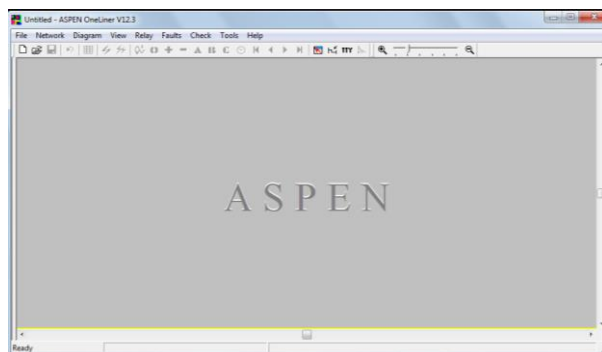 Untitled - ASPEN OneLiner V12.3
File Network Diagram View Relay Faults Check Tools Help
ASPEN
Ready